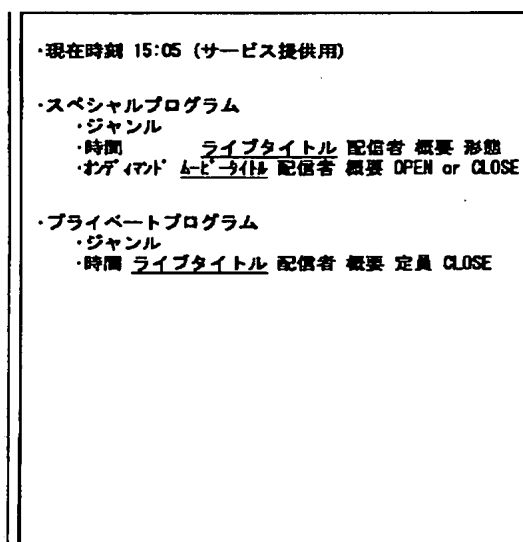 ・現在時刻 15:05 (サービス提供用)
・スペシャルプログラム
・ジャンル
・時間 ライブタイトル 配信者 概要 形態
・オンディマンド ムービータイトル 配信者 概要 OPEN or CLOSE
・プライベートプログラム
・ジャンル
・時間 ライブタイトル 配信者 概要 定員 CLOSE